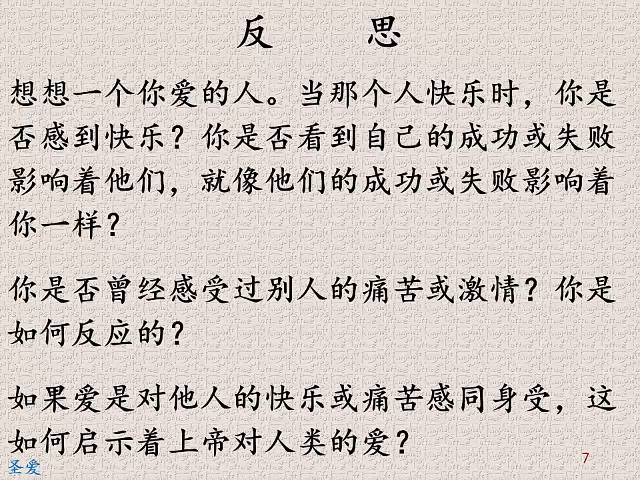 反 思
想想一个你爱的人。当那个人快乐时，你是
否感到快乐？你是否看到自己的成功或失败
影响着他们，就像他们的成功或失败影响着
你一样？
你是否曾经感受过别人的痛苦或激情？你是
如何反应的？
如果爱是对他人的快乐或痛苦感同身受，这
如何启示着上帝对人类的爱？
圣爱
7